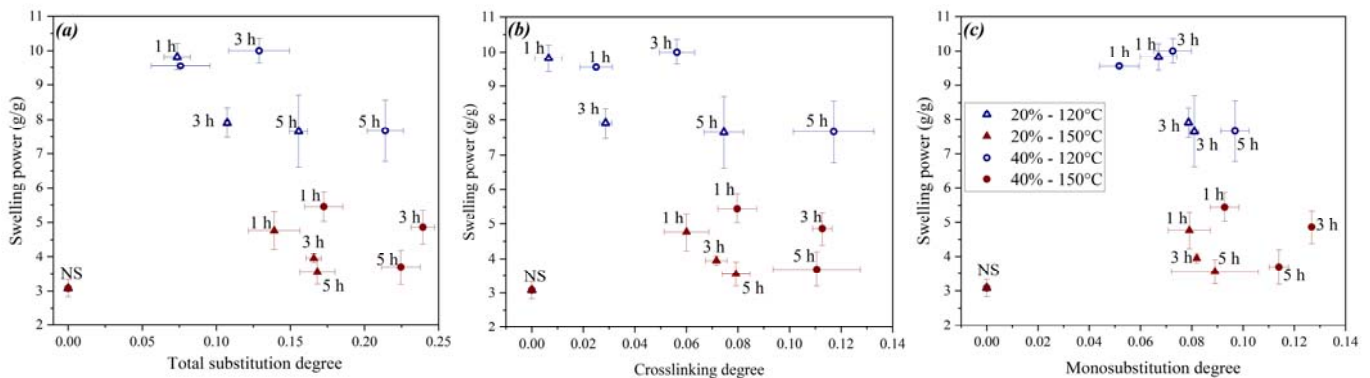 (a)
Swelling power (g/g)
11
10
9
8
7
6
5
4
3
2
1 h
3 h
3 h
5 h
5 h
1 h
1 h
3 h
3 h
5 h
5 h
NS
0.00 0.05 0.10 0.15 0.20 0.25
Total substitution degree
(b)
Swelling power (g/g)
11
10
9
8
7
6
5
4
3
2
1 h
1 h
3 h
3 h
5 h
5 h
1 h
1 h
3 h
3 h
5 h
5 h
NS
0.00 0.02 0.04 0.06 0.08 0.10 0.12 0.14
Crosslinking degree
(c)
Swelling power (g/g)
11
10
9
8
7
6
5
4
3
2
1 h
1 h
3 h
3 h
3 h
5 h
20% - 120°C
20% - 150°C
40% - 120°C
40% - 150°C
1 h
1 h
3 h
3 h
5 h
5 h
NS
0.00 0.02 0.04 0.06 0.08 0.10 0.12 0.14
Monosubstitution degree